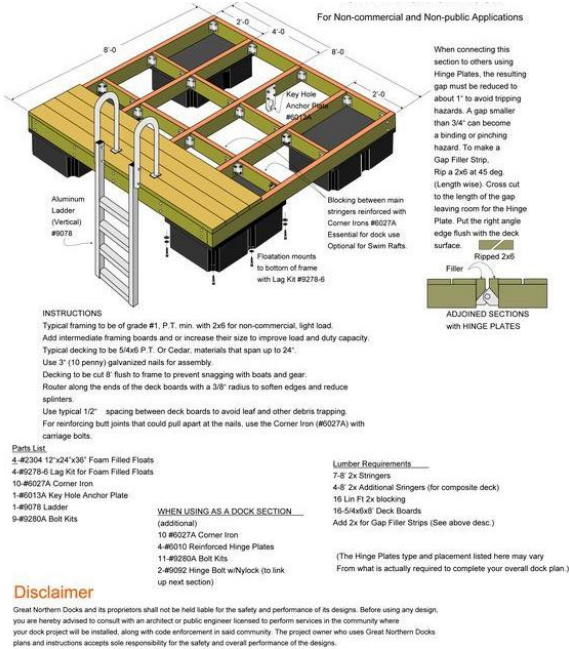 For Non-commercial and Non-public Applications
2'-0
4'-0
8'-0
8'-0
2'-0
Key Hole
Anchor Plate
#6013A
When connecting this
section to others using
Hinge Plates, the resulting
gap must be reduced to
about 1" to avoid tripping
hazards. A gap smaller
than 3/4" can become
a binding or pinching
hazard. To make a
Gap Filler Strip,
Rip a 2x6 at 45 deg.
(Length wise). Cross cut
to the length of the gap
leaving room for the Hinge
Plate. Put the right angle
edge flush with the deck
surface.
Ripped 2x6
Filler
ADJOINED SECTIONS
with HINGE PLATES
Aluminum
Ladder
(Vertical)
#9078
Blocking between main
stringers reinforced with
Corner Irons #6027A
Essential for dock use
Optional for Swim Rafts.
Floatation mounts
to bottom of frame
with Lag Kit #9278-6
INSTRUCTIONS
Typical framing to be of grade #1, P.T. min. with 2x6 for non-commercial, light load.
Add intermediate framing boards and or increase their size to improve load and duty capacity.
Typical decking to be 5/4x6 P.T. Or Cedar, materials that span up to 24".
Use 3" (10 penny) galvanized nails for assembly.
Decking to be cut 8' flush to frame to prevent snagging with boats and gear.
Router along the ends of the deck boards with a 3/8" radius to soften edges and reduce
splinters.
Use typical 1/2" spacing between deck boards to avoid leaf and other debris trapping.
For reinforcing butt joints that could pull apart at the nails, use the Corner Iron (#6027A) with
carriage bolts.
Parts List
4-#2304 12"x24"x36" Foam Filled Floats
4-#9278-6 Lag Kit for Foam Filled Floats
10-#6027A Corner Iron
1-#6013A Key Hole Anchor Plate
1-#9078 Ladder
9-#9280A Bolt Kits
WHEN USING AS A DOCK SECTION
(additional)
10 #6027A Corner Iron
4-#6010 Reinforced Hinge Plates
11-#9280A Bolt Kits
2-#9092 Hinge Bolt w/Nylock (to link
up next section)
Lumber Requirements
7-8' 2x Stringers
4-8' 2x Additional Sringers (for composite deck)
16 Lin Ft 2x blocking
16-5/4x6x8' Deck Boards
Add 2x for Gap Filler Strips (See above desc.)
(The Hinge Plates type and placement listed here may vary
From what is actually required to complete your overall dock plan.)
Disclaimer
Great Northern Docks and its proprietors shall not be held liable for the safety and performance of its designs. Before using any design,
you are hereby advised to consult with an architect or public engineer licensed to perform services in the community where
your dock project will be installed, along with code enforcement in said community. The project owner who uses Great Northern Docks
plans and instructions accepts sole responsibility for the safety and overall performance of the designs.